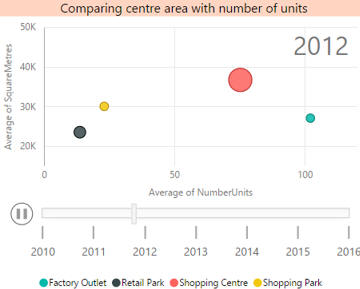 Comparing centre area with number of units
2012
50K
40K
30K
20K
Average of SquareMetres
0 50 100
Average of NumberUnits
2010 2011 2012 2013 2014 2015 2016
Factory Outlet Retail Park Shopping Centre Shopping Park